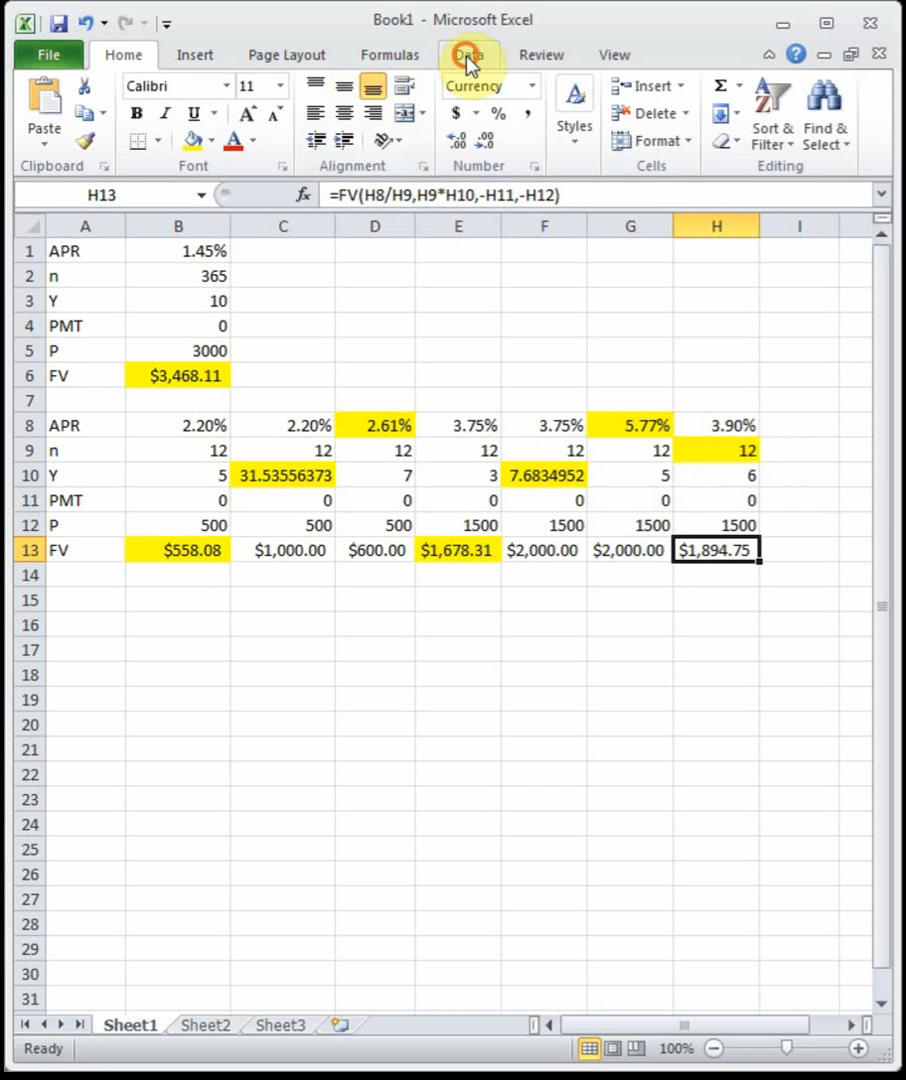 Book1 - Microsoft Excel
File Home Insert Page Layout Formulas Data Review View
Calibri 11 Currency
Paste B I U A A A $ % , Styles Insert Delete Format Σ Sort & Filter Find & Select
Clipboard Font Alignment Number Cells Editing
H13 fx =FV(H8/H9,H9*H10,-H11,-H12)
A B C D E F G H I
1 APR 1.45%
2 n 365
3 Y 10
4 PMT 0
5 P 3000
6 FV $3,468.11
7
8 APR 2.20% 2.20% 2.61% 3.75% 3.75% 5.77% 3.90%
9 n 12 12 12 12 12 12 12
10 Y 5 31.53556373 7 3 7.6834952 5 6
11 PMT 0 0 0 0 0 0 0
12 P 500 500 500 1500 1500 1500 1500
13 FV $558.08 $1,000.00 $600.00 $1,678.31 $2,000.00 $2,000.00 $1,894.75
14
15
16
17
18
19
20
21
22
23
24
25
26
27
28
29
30
31
Sheet1 Sheet2 Sheet3
Ready 100%